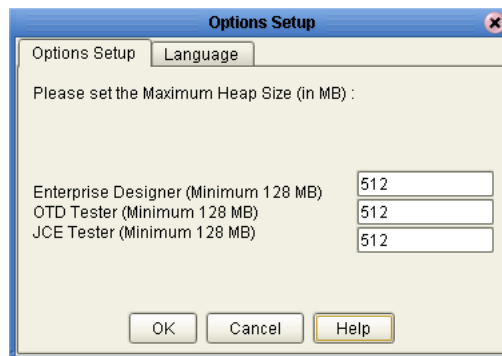 Options Setup
Options Setup
Language
Please set the Maximum Heap Size (in MB) :
Enterprise Designer (Minimum 128 MB)
512
OTD Tester (Minimum 128 MB)
512
JCE Tester (Minimum 128 MB)
512
OK
Cancel
Help